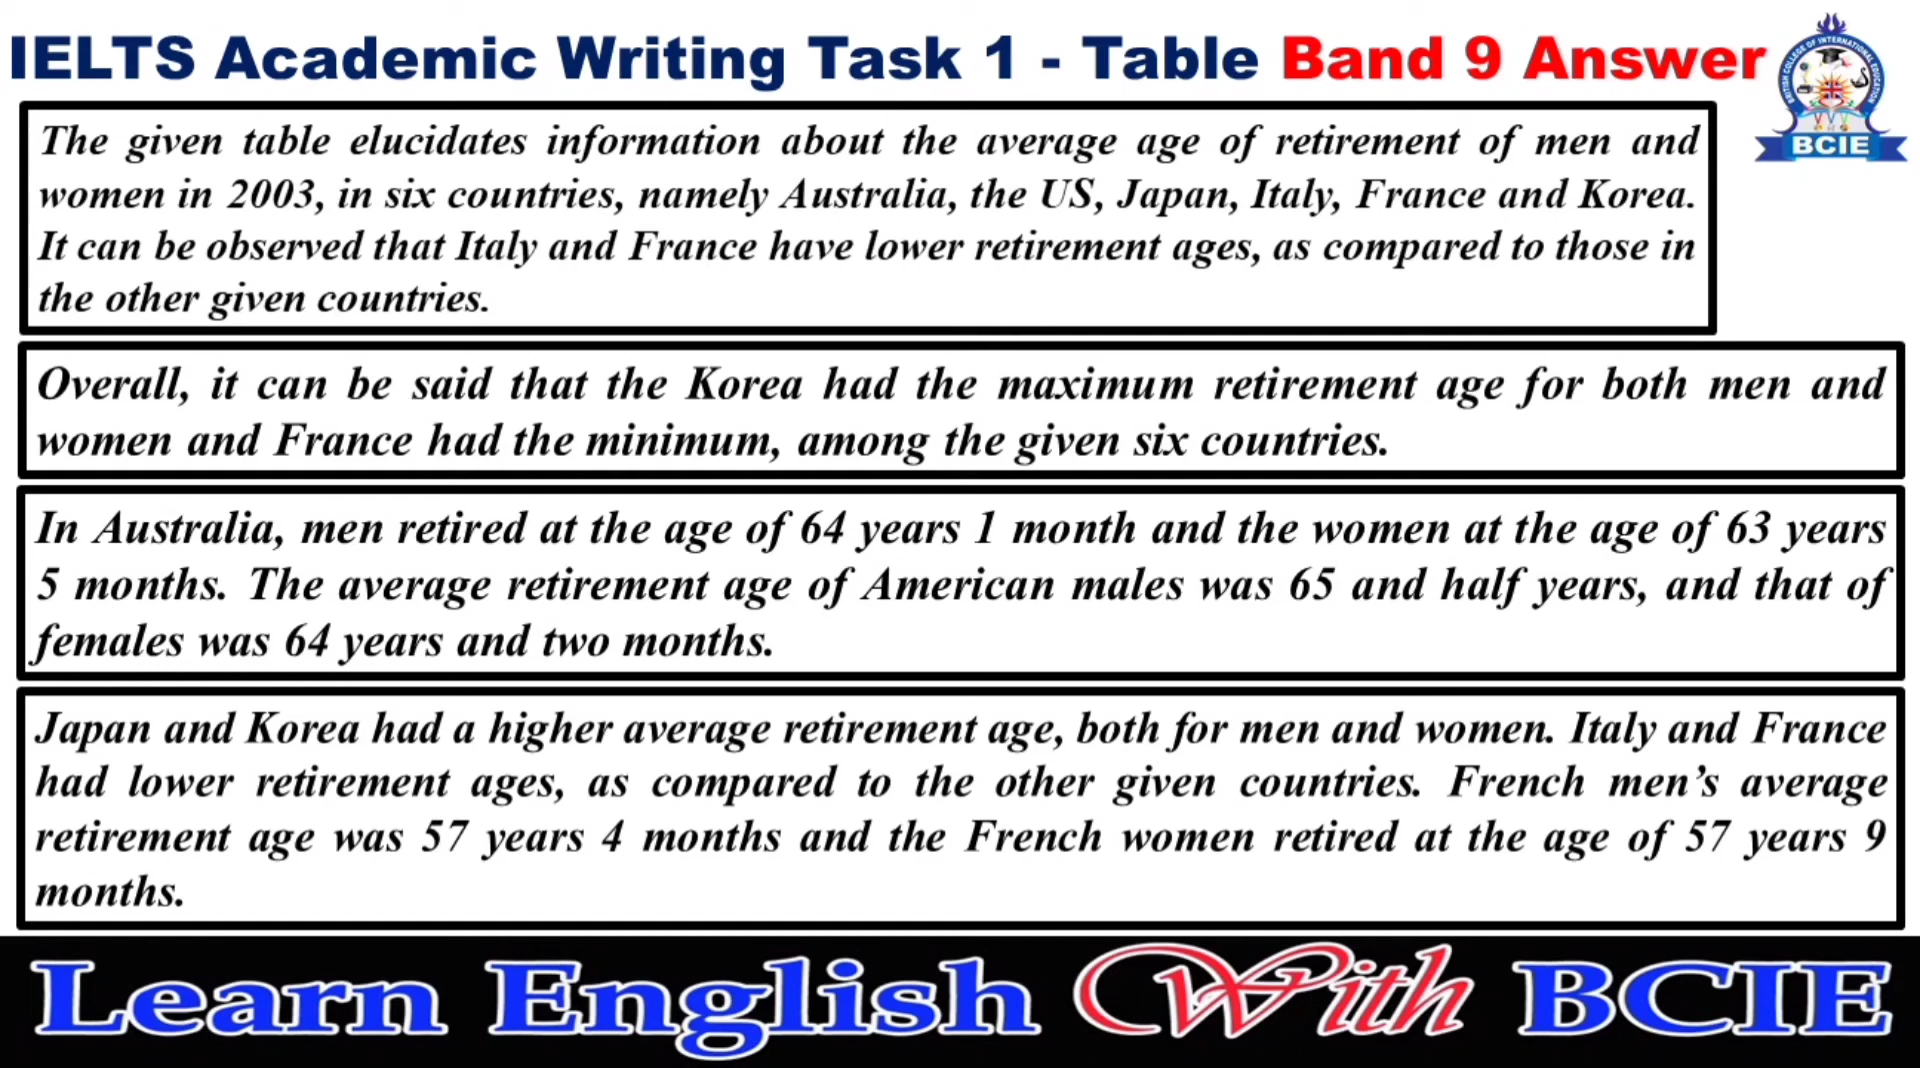 IELTS Academic Writing Task 1 - Table Band 9 Answer
BRITISH COLLEGE OF INTERNATIONAL EDUCATION
BCIE
The given table elucidates information about the average age of retirement of men and
women in 2003, in six countries, namely Australia, the US, Japan, Italy, France and Korea.
It can be observed that Italy and France have lower retirement ages, as compared to those in
the other given countries.
Overall, it can be said that the Korea had the maximum retirement age for both men and
women and France had the minimum, among the given six countries.
In Australia, men retired at the age of 64 years 1 month and the women at the age of 63 years
5 months. The average retirement age of American males was 65 and half years, and that of
females was 64 years and two months.
Japan and Korea had a higher average retirement age, both for men and women. Italy and France
had lower retirement ages, as compared to the other given countries. French men's average
retirement age was 57 years 4 months and the French women retired at the age of 57 years 9
months.
Learn English With BCIE